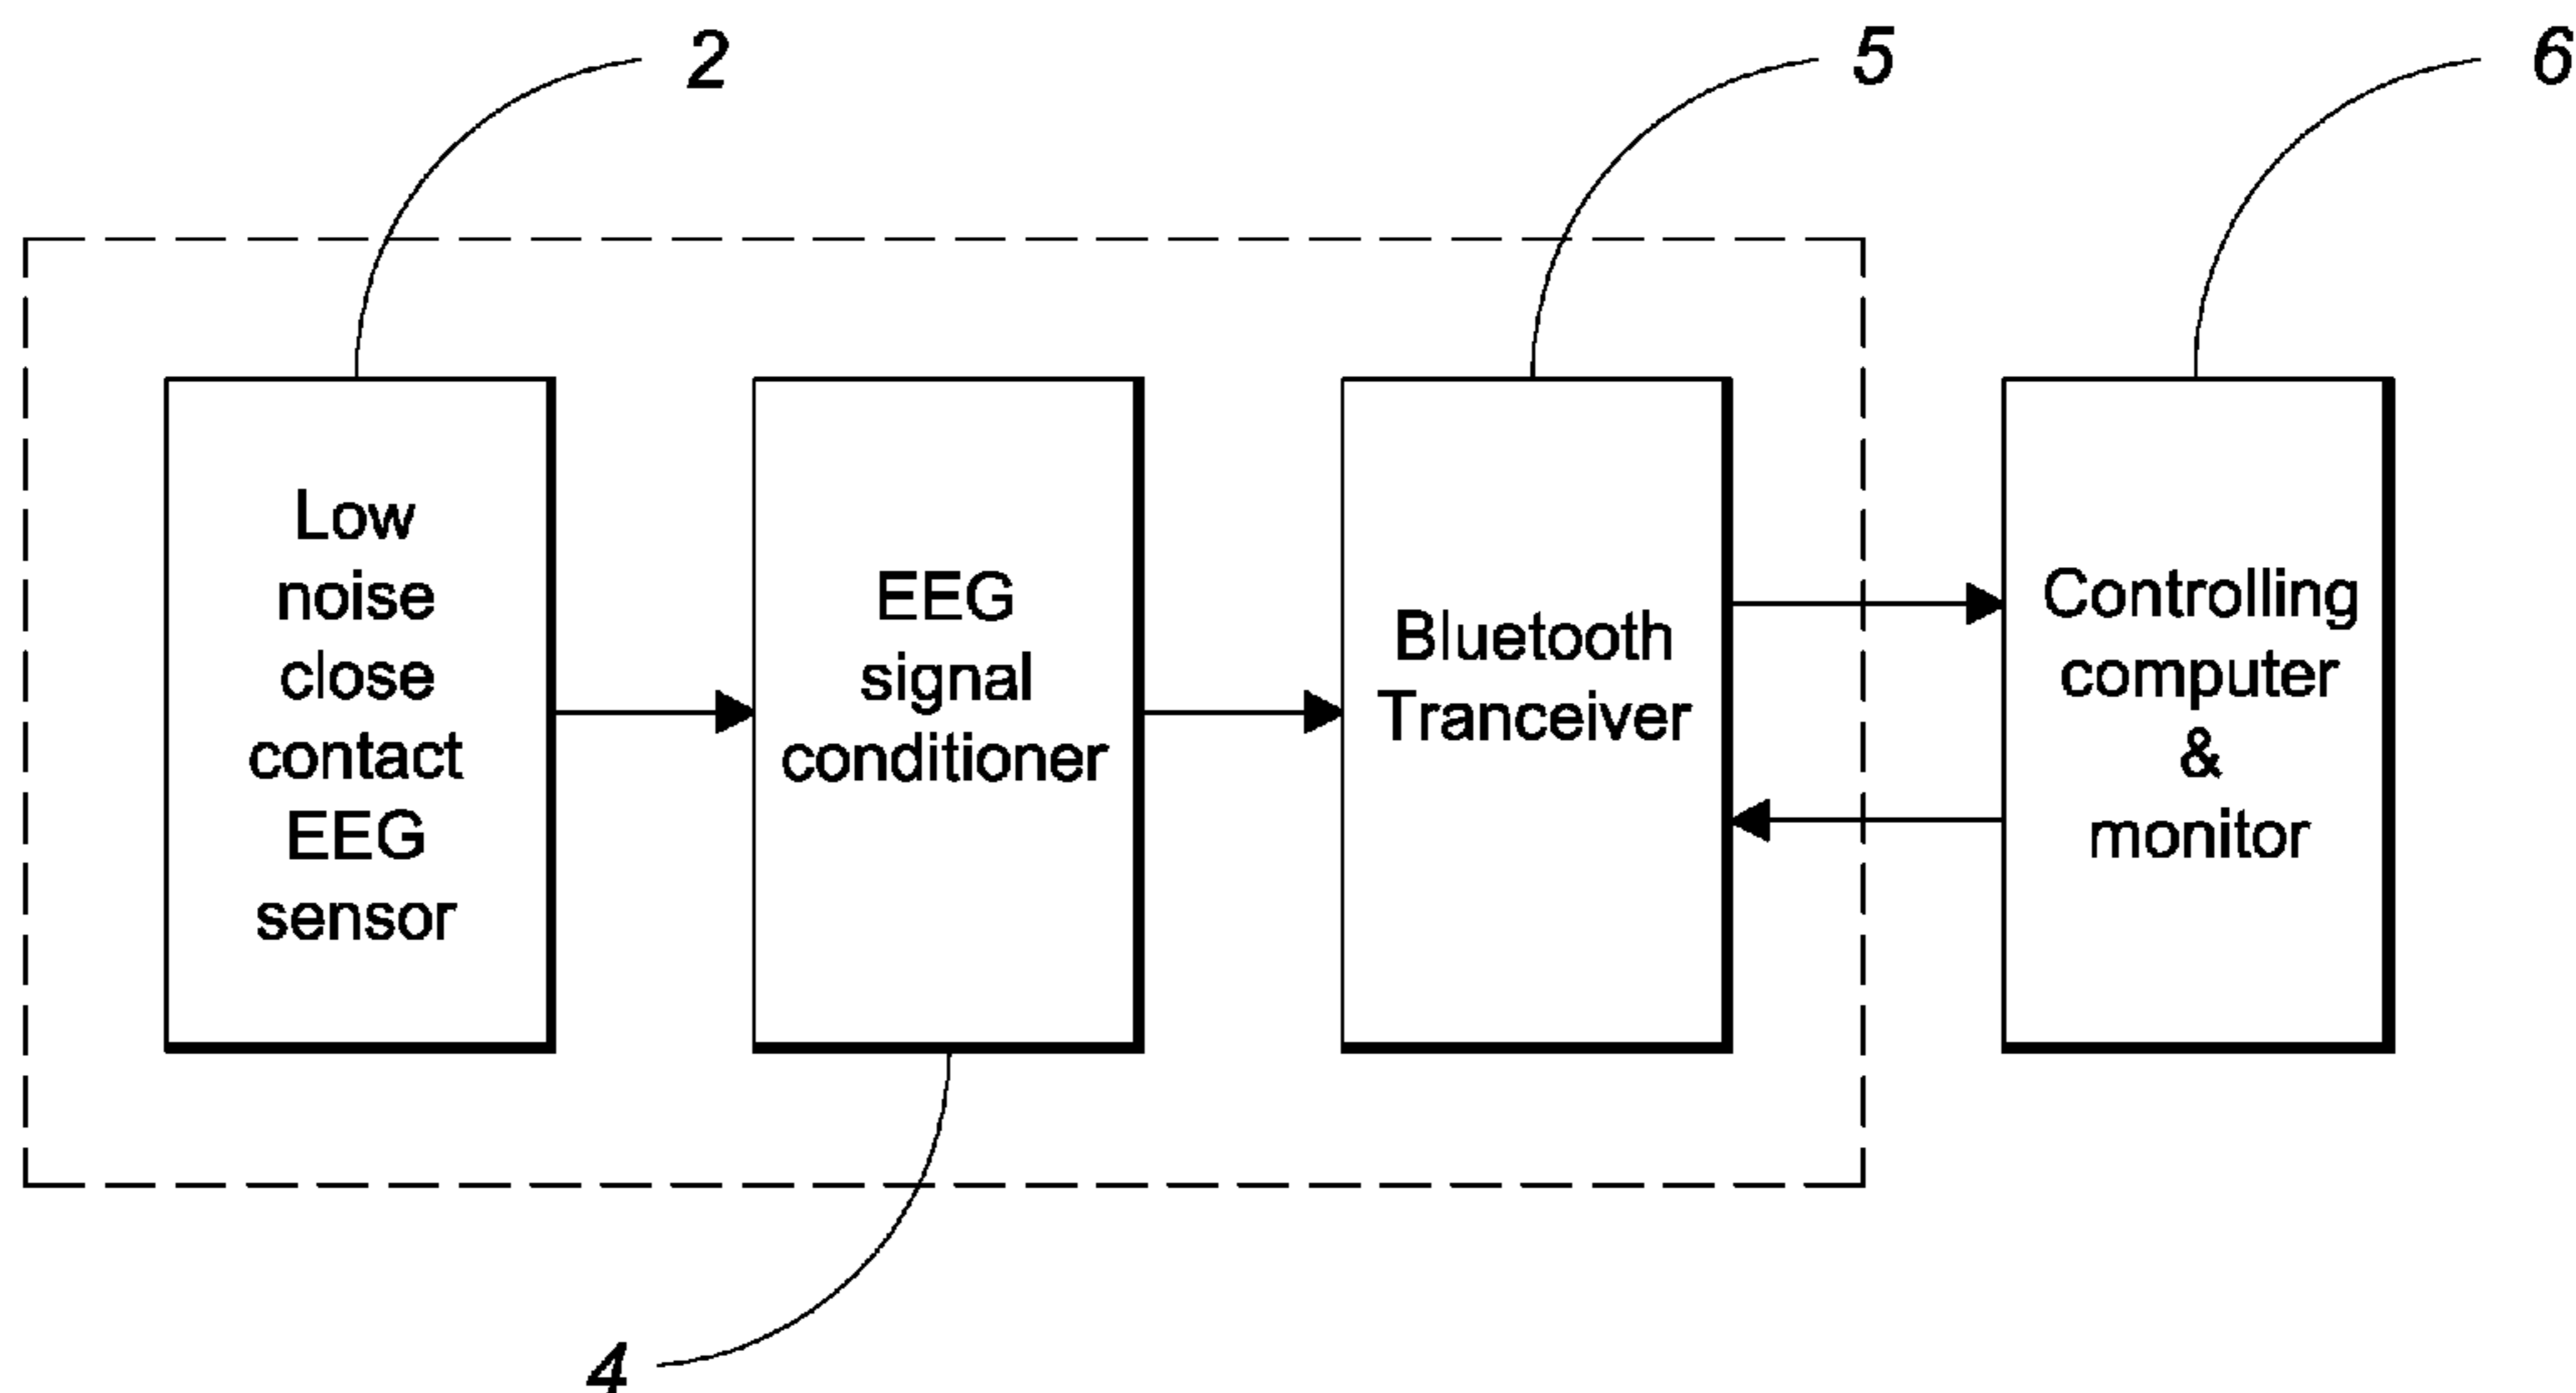 2
5
6
Low
noise
close
contact
EEG
sensor
EEG
signal
conditioner
Bluetooth
Tranceiver
Controlling
computer
&
monitor
4